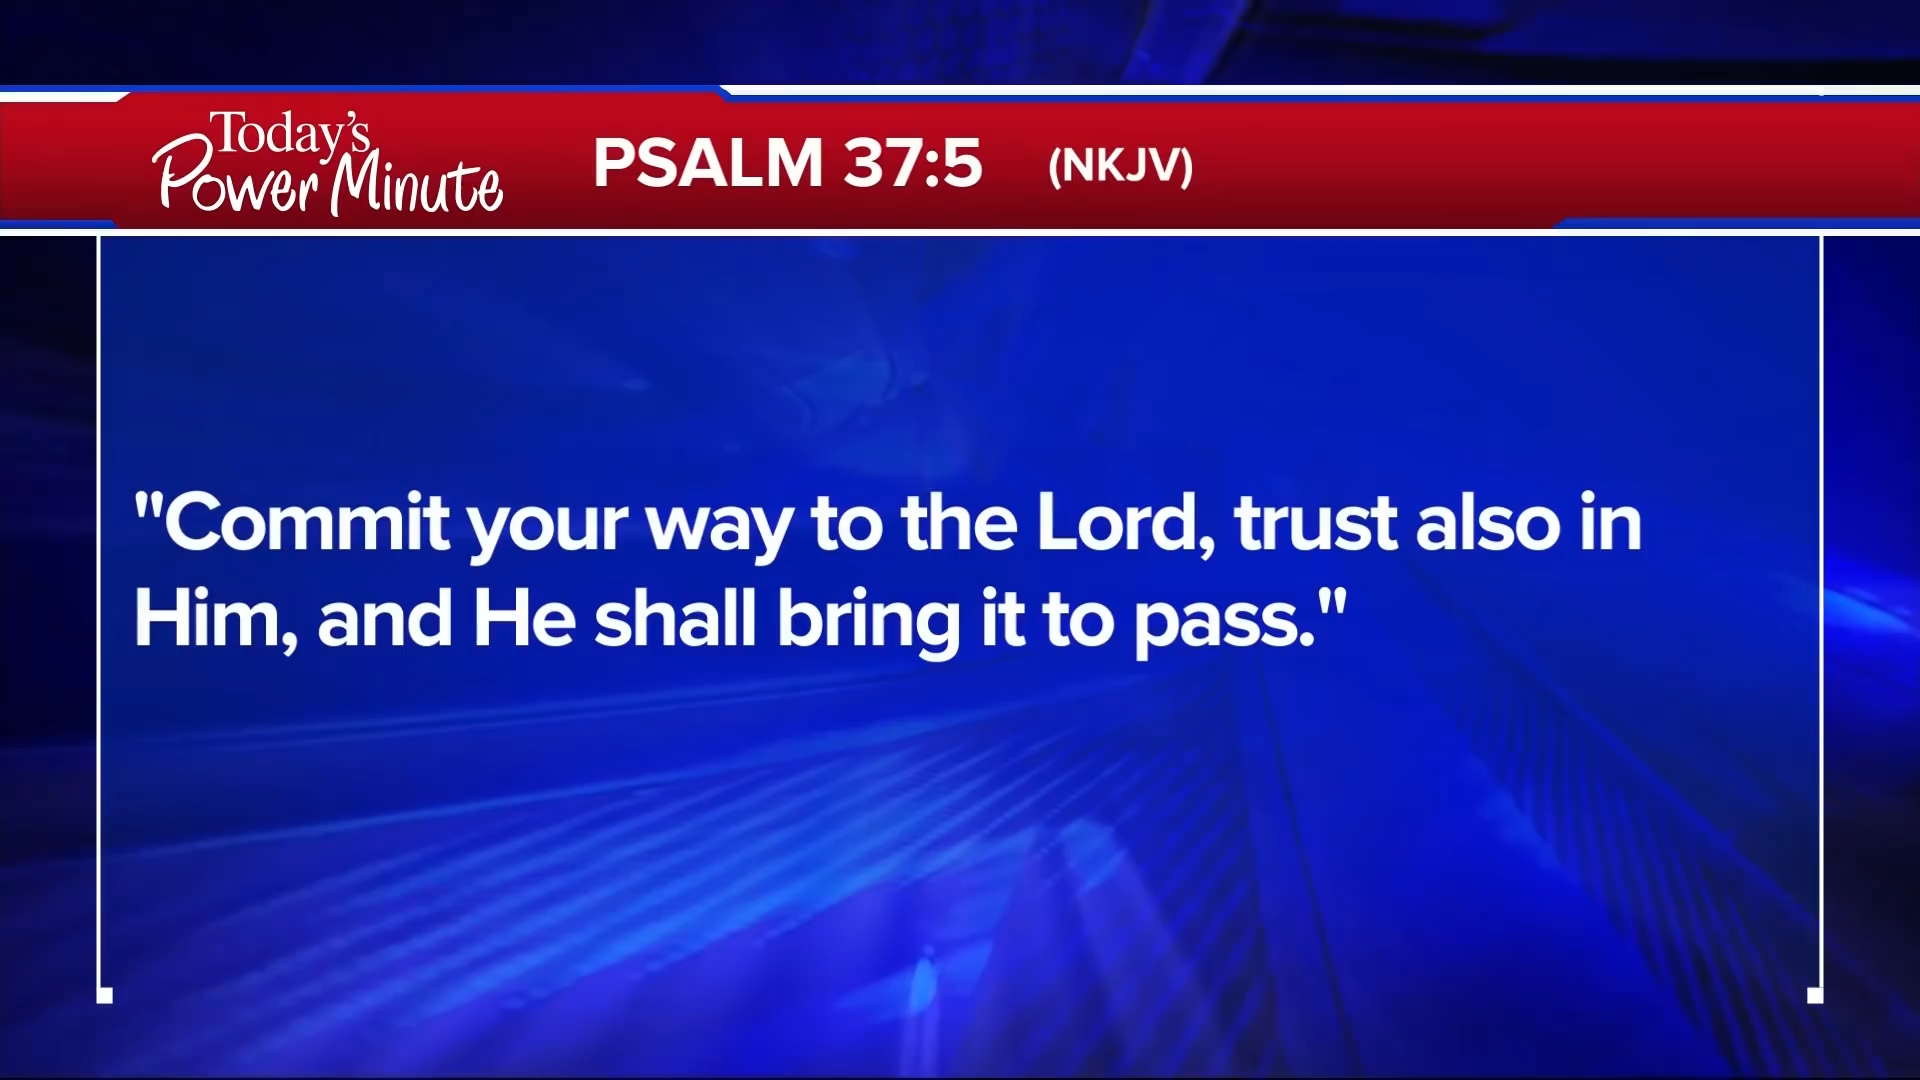 Today's
Power Minute
PSALM 37:5 (NKJV)
"Commit your way to the Lord, trust also in
Him, and He shall bring it to pass."